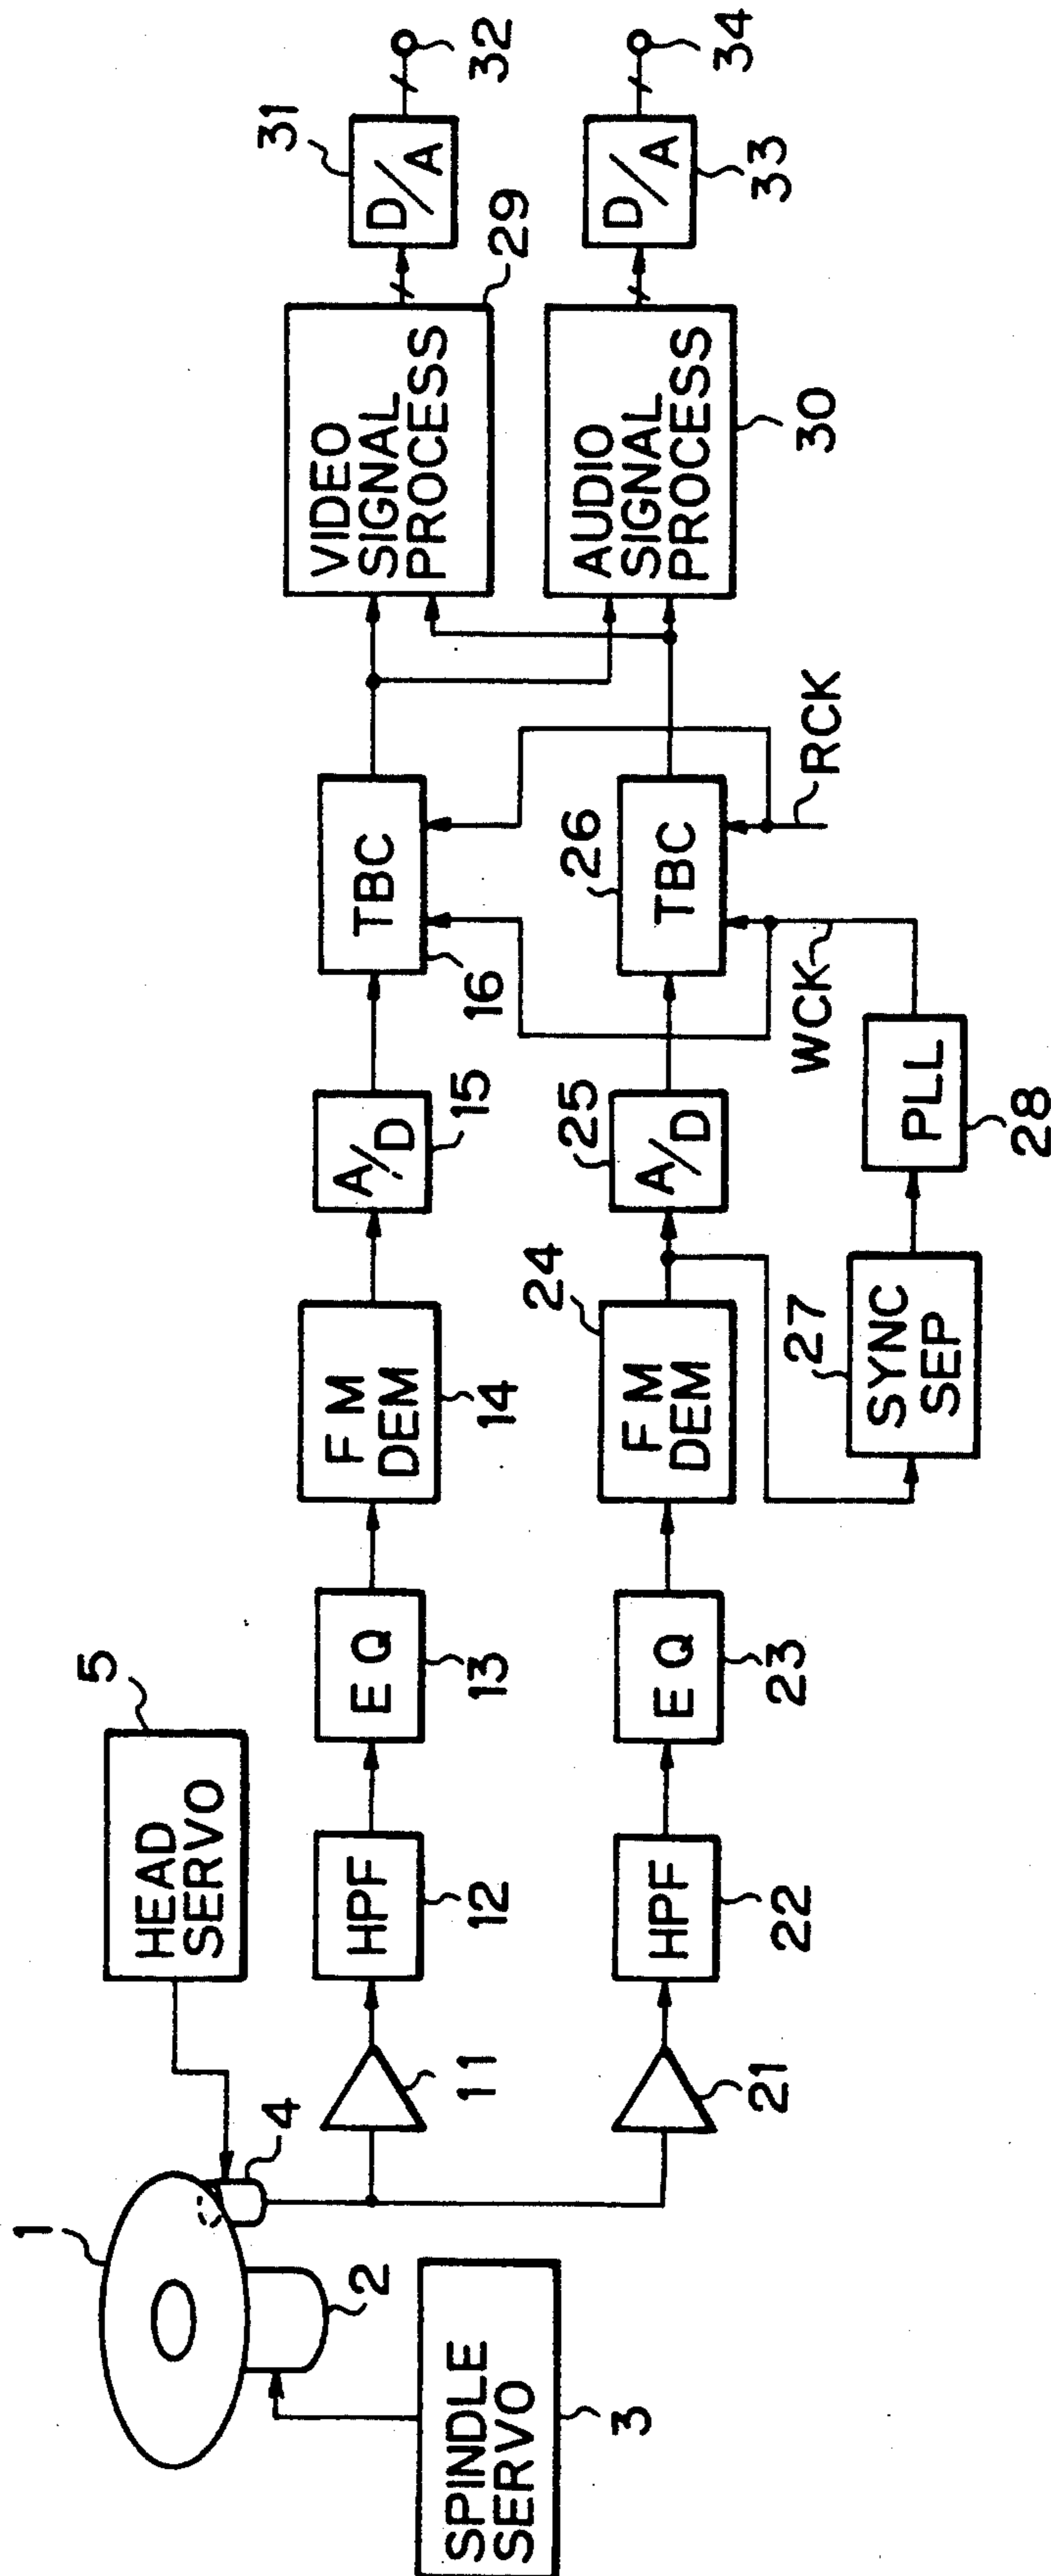 1
2
SPINDLE
SERVO
3
4
HEAD
SERVO
5
11
HPF
12
E Q
13
F M
DEM
14
A/D
15
TBC
16
VIDEO
SIGNAL
PROCESS
29
D/A
31
32
21
HPF
22
E Q
23
F M
DEM
24
A/D
25
TBC
26
AUDIO
SIGNAL
PROCESS
30
D/A
33
34
SYNC
SEP
27
PLL
28
WCK
RCK